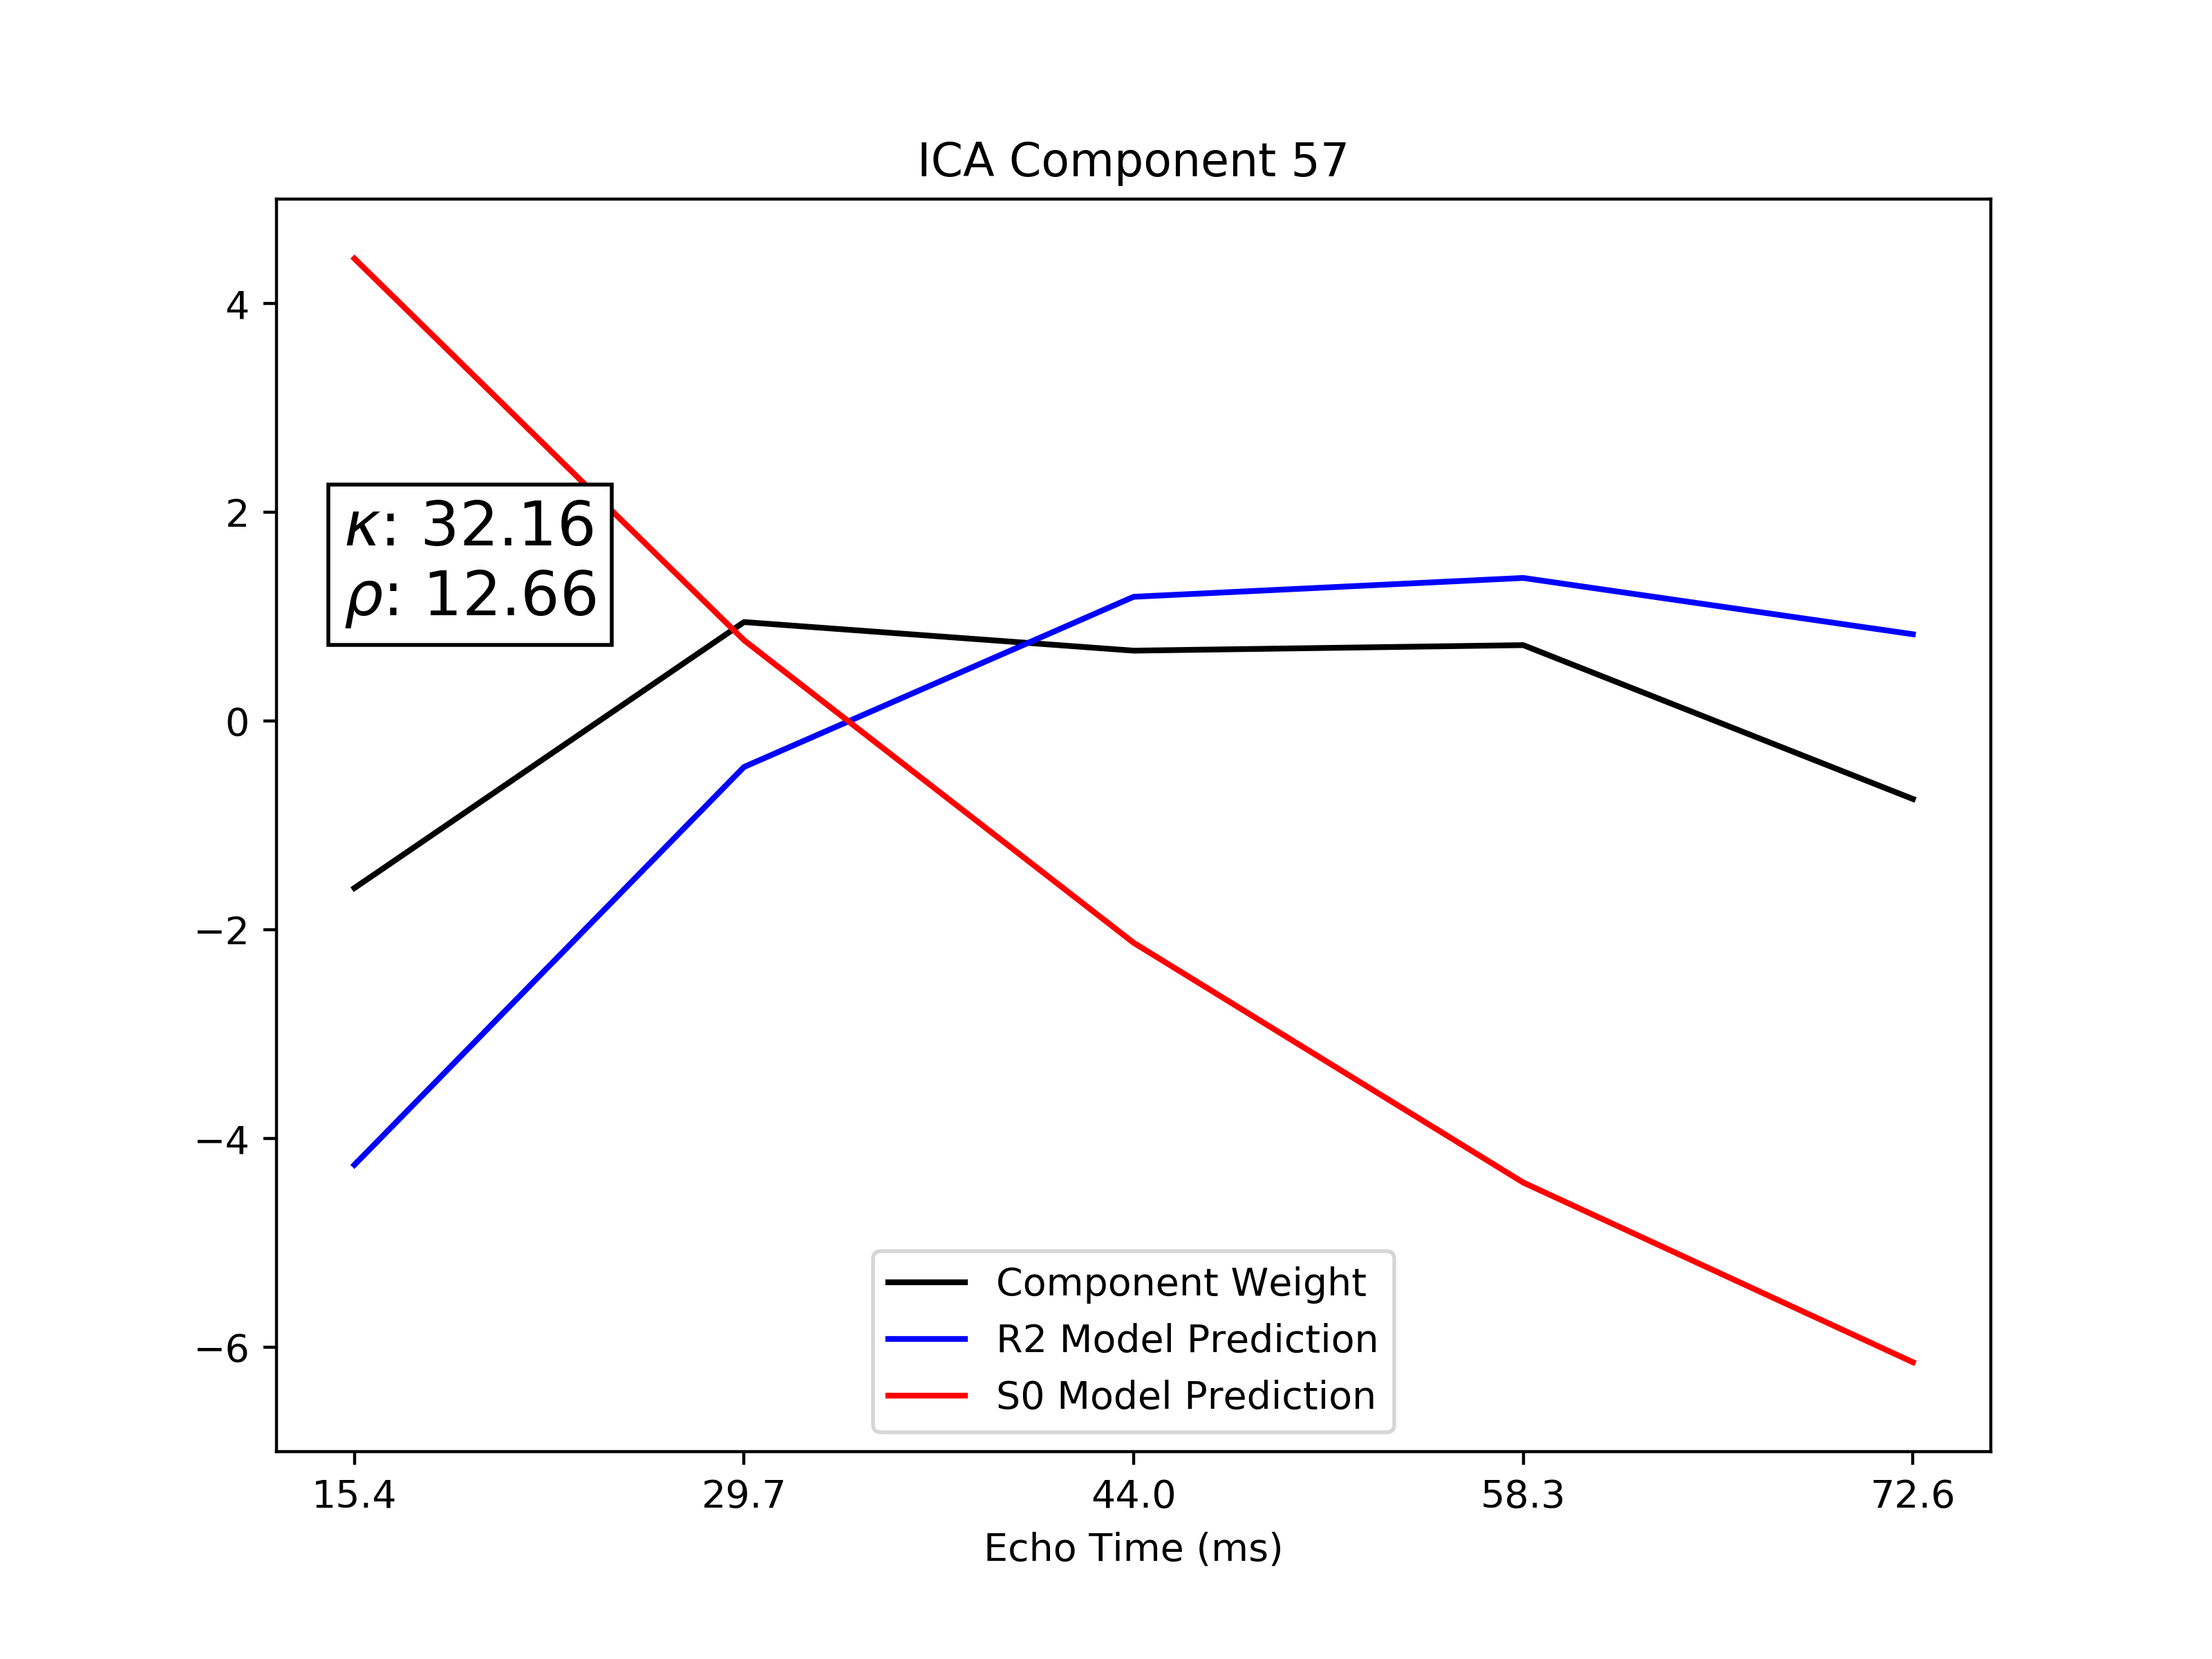 ICA Component 57
4
2
0
−2
−4
−6
κ: 32.16
ρ: 12.66
Component Weight
R2 Model Prediction
S0 Model Prediction
15.4 29.7 44.0 58.3 72.6
Echo Time (ms)